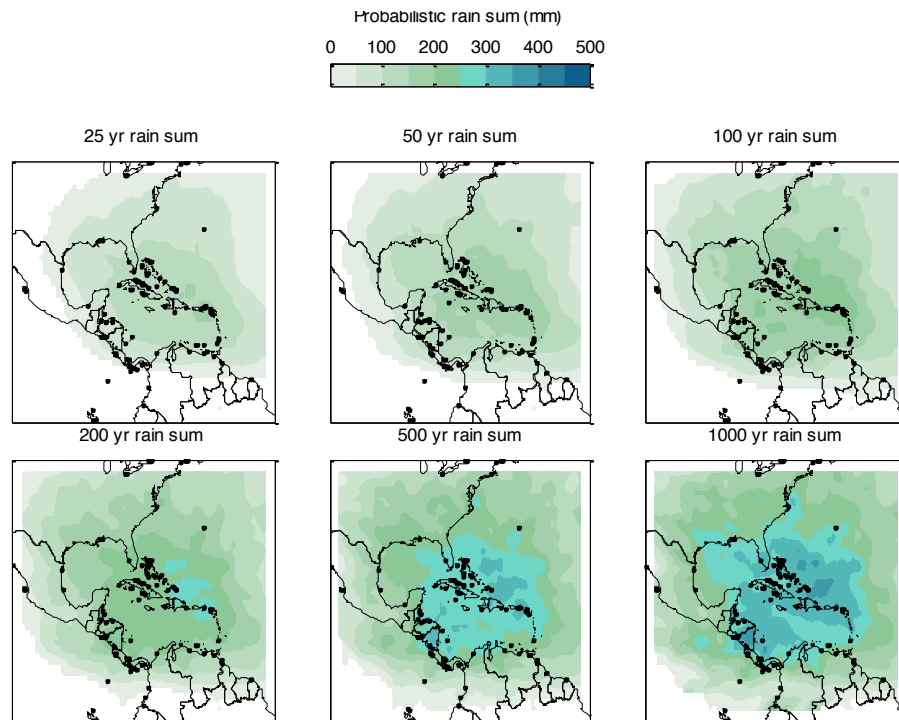 Probabilistic rain sum (mm)
0 100 200 300 400 500
25 yr rain sum
50 yr rain sum
100 yr rain sum
200 yr rain sum
500 yr rain sum
1000 yr rain sum